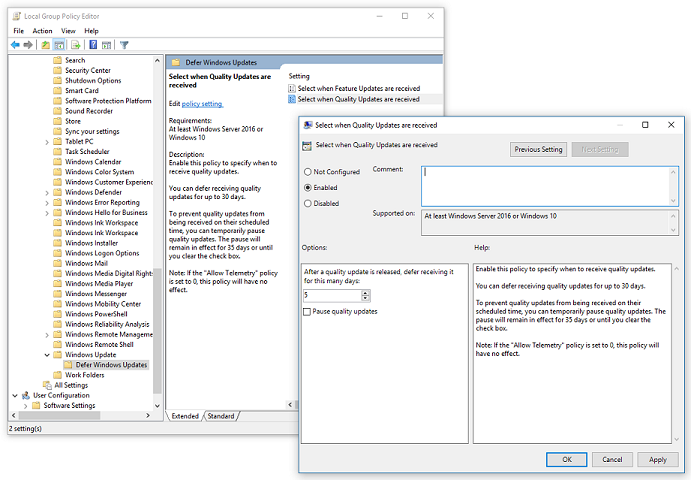 Local Group Policy Editor
File Action View Help
Search
Security Center
Shutdown Options
Smart Card
Software Protection Platform
Sound Recorder
Store
Sync your settings
Tablet PC
Task Scheduler
Windows Calendar
Windows Color System
Windows Customer Experience
Windows Defender
Windows Error Reporting
Windows Hello for Business
Windows Ink Workspace
Windows Ink Workspace
Windows Installer
Windows Logon Options
Windows Mail
Windows Media Digital Rights
Windows Media Player
Windows Messenger
Windows Mobility Center
Windows PowerShell
Windows Reliability Analysis
Windows Remote Management
Windows Remote Shell
Windows Update
Defer Windows Updates
Work Folders
All Settings
User Configuration
Software Settings
2 setting(s)
Defer Windows Updates
Select when Quality Updates are
received
Edit policy setting.
Requirements:
At least Windows Server 2016 or
Windows 10
Description:
Enable this policy to specify when to
receive quality updates.
You can defer receiving quality
updates for up to 30 days.
To prevent quality updates from
being received on their scheduled
time, you can temporarily pause
quality updates. The pause will
remain in effect for 35 days or until
you clear the check box.
Note: If the "Allow Telemetry" policy
is set to 0, this policy will have no
effect.
Setting
Select when Feature Updates are received
Select when Quality Updates are received
Extended Standard
Select when Quality Updates are received
Select when Quality Updates are received
Previous Setting Next Setting
Not Configured
Enabled
Disabled
Comment:
Supported on:
At least Windows Server 2016 or Windows 10
Options:
Help:
After a quality update is released, defer receiving it
for this many days:
5
Pause quality updates
Enable this policy to specify when to receive quality updates.
You can defer receiving quality updates for up to 30 days.
To prevent quality updates from being received on their
scheduled time, you can temporarily pause quality updates. The
pause will remain in effect for 35 days or until you clear the
check box.
Note: If the "Allow Telemetry" policy is set to 0, this policy will
have no effect.
OK Cancel Apply